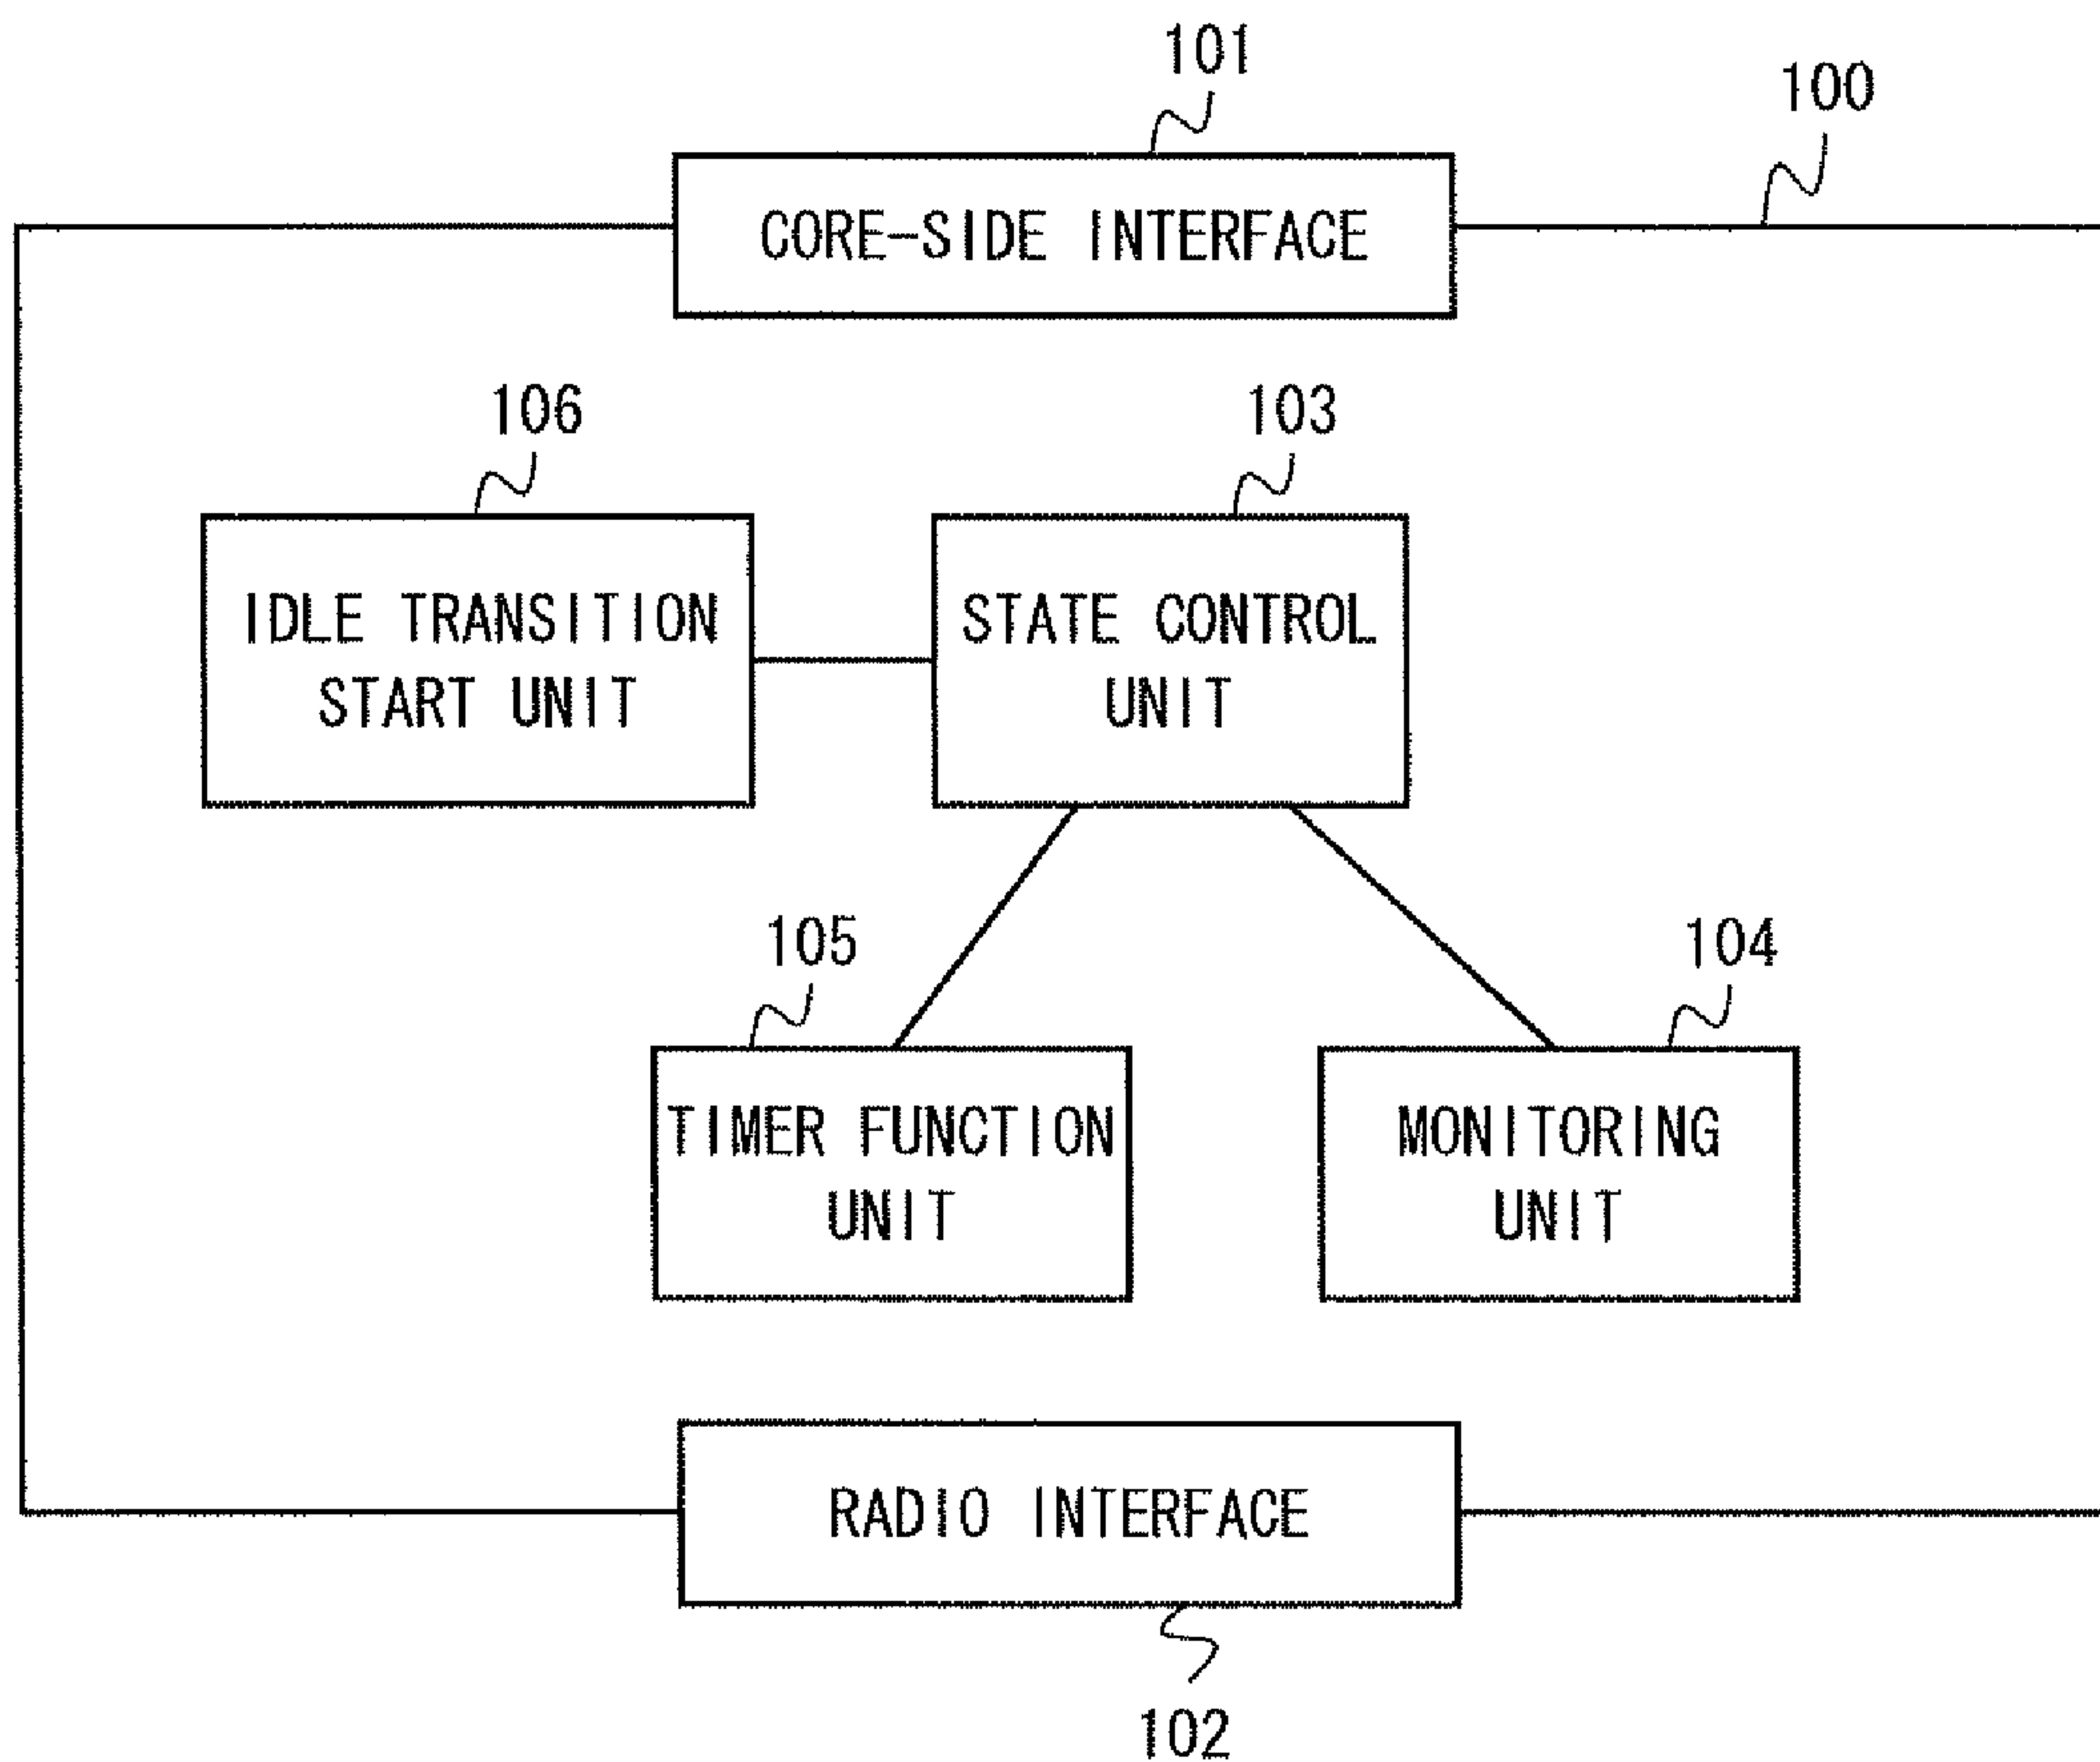 101
100
CORE-SIDE INTERFACE
106
103
IDLE TRANSITION
START UNIT
STATE CONTROL
UNIT
105
104
TIMER FUNCTION
UNIT
MONITORING
UNIT
RADIO INTERFACE
102